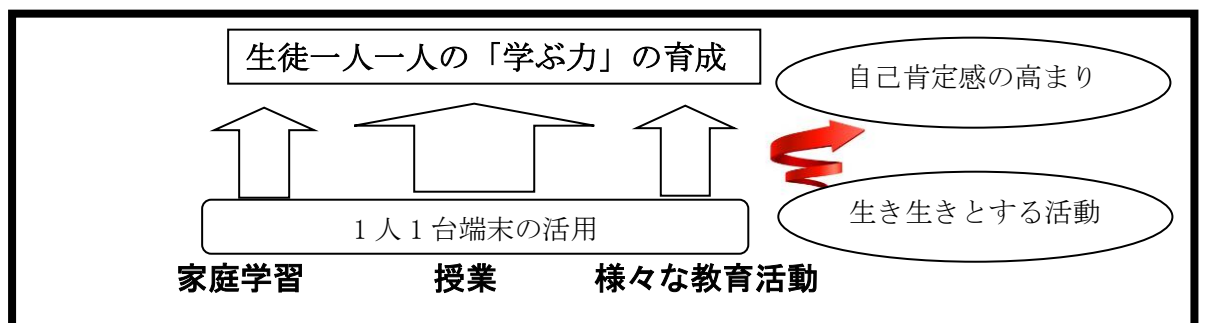 生徒一人一人の「学ぶ力」の育成
自己肯定感の高まり
1人1台端末の活用
生き生きとする活動
家庭学習
授業
様々な教育活動